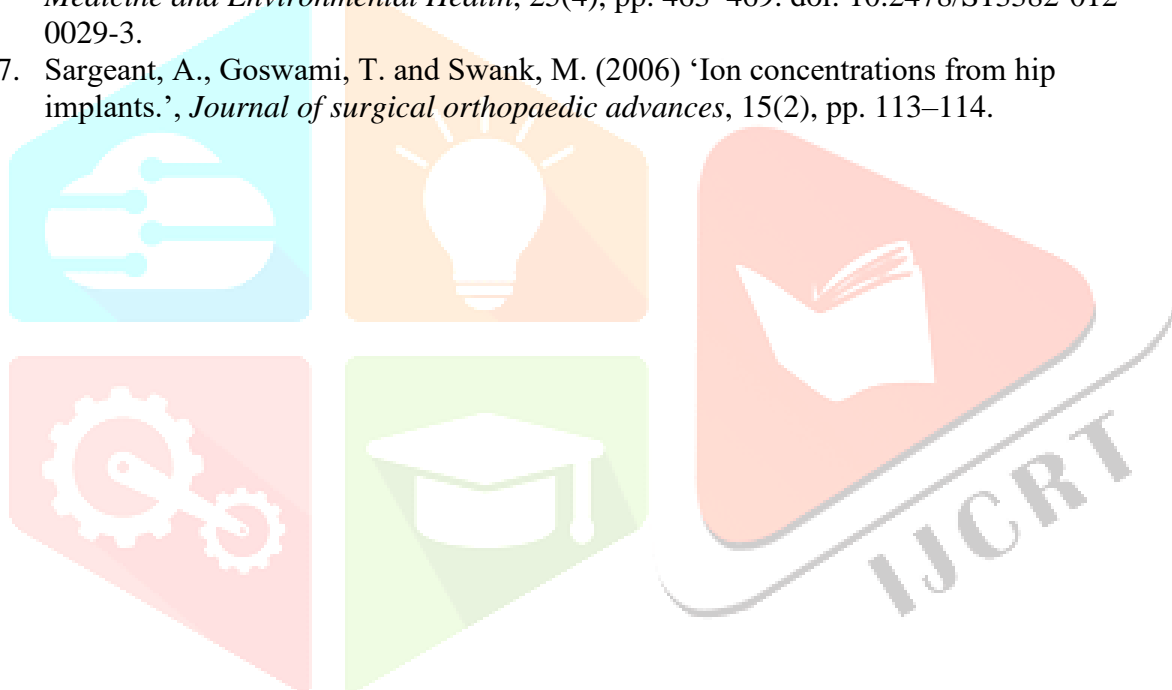 Medicine and Environmental Health, 25(4), pp. 463–469. doi: 10.2478/S13382-012
0029-3.
7. Sargeant, A., Goswami, T. and Swank, M. (2006) ‘Ion concentrations from hip
implants.’, Journal of surgical orthopaedic advances, 15(2), pp. 113–114.
IJCRT